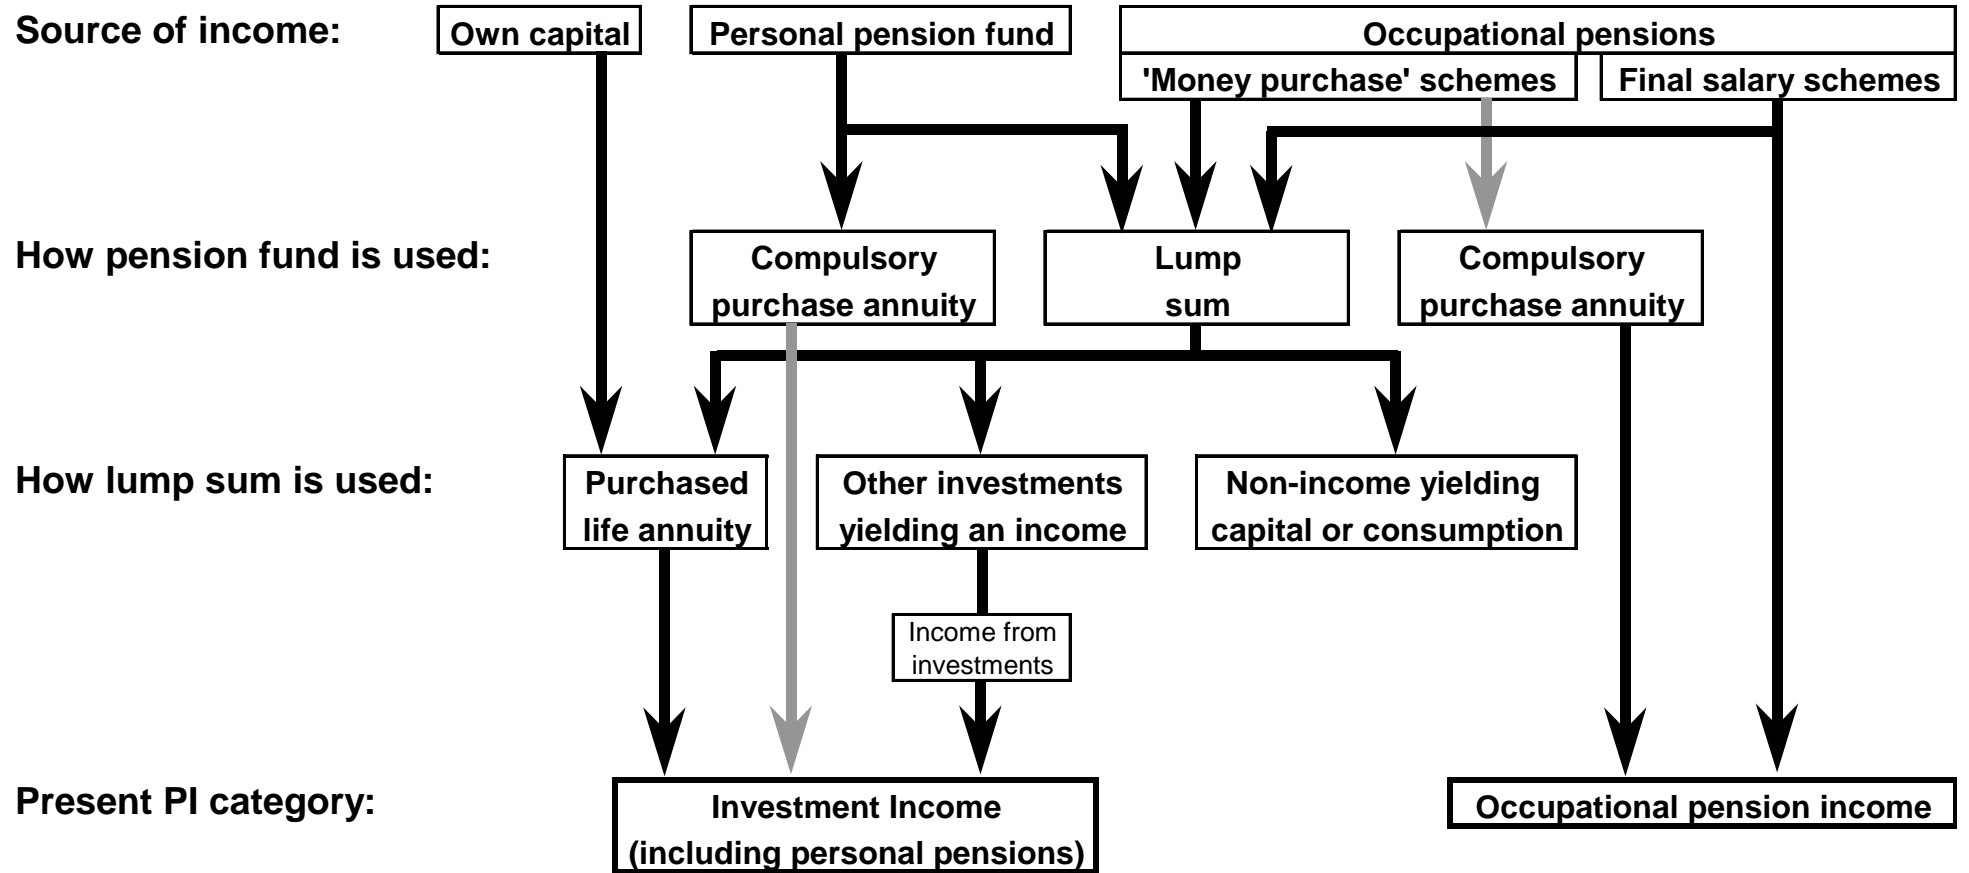 Source of income:
Own capital
Personal pension fund
Occupational pensions
'Money purchase' schemes
Final salary schemes
How pension fund is used:
Compulsory
purchase annuity
Lump
sum
Compulsory
purchase annuity
How lump sum is used:
Purchased
life annuity
Other investments
yielding an income
Non-income yielding
capital or consumption
Income from
investments
Present PI category:
Investment Income
(including personal pensions)
Occupational pension income